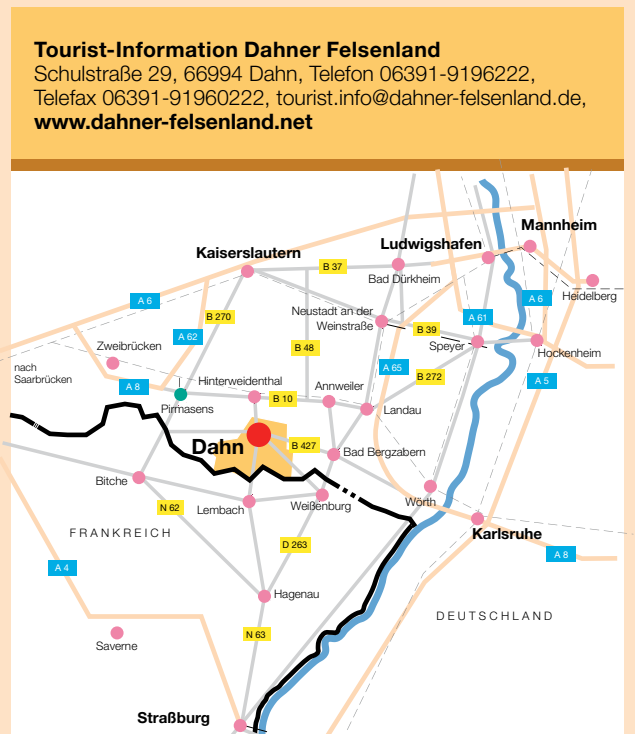 Tourist-Information Dahner Felsenland
Schulstraße 29, 66994 Dahn, Telefon 06391-9196222,
Telefax 06391-91960222, tourist.info@dahner-felsenland.de,
www.dahner-felsenland.net
Mannheim
Ludwigshafen
Kaiserslautern
B 37
Bad Dürkheim
Heidelberg
A 6
A 6
Neustadt an der
Weinstraße
B 270
A 61
A 62
B 39
Zweibrücken
B 48
Speyer
Hockenheim
nach
Saarbrücken
A 65
B 272
A 5
A 8
Hinterweidenthal
Annweiler
B 10
Pirmasens
Landau
Dahn
B 427
Bad Bergzabern
Bitche
Wörth
N 62
Lembach
Weißenburg
FRANKREICH
Karlsruhe
D 263
A 8
A 4
Hagenau
DEUTSCHLAND
N 63
Saverne
Straßburg